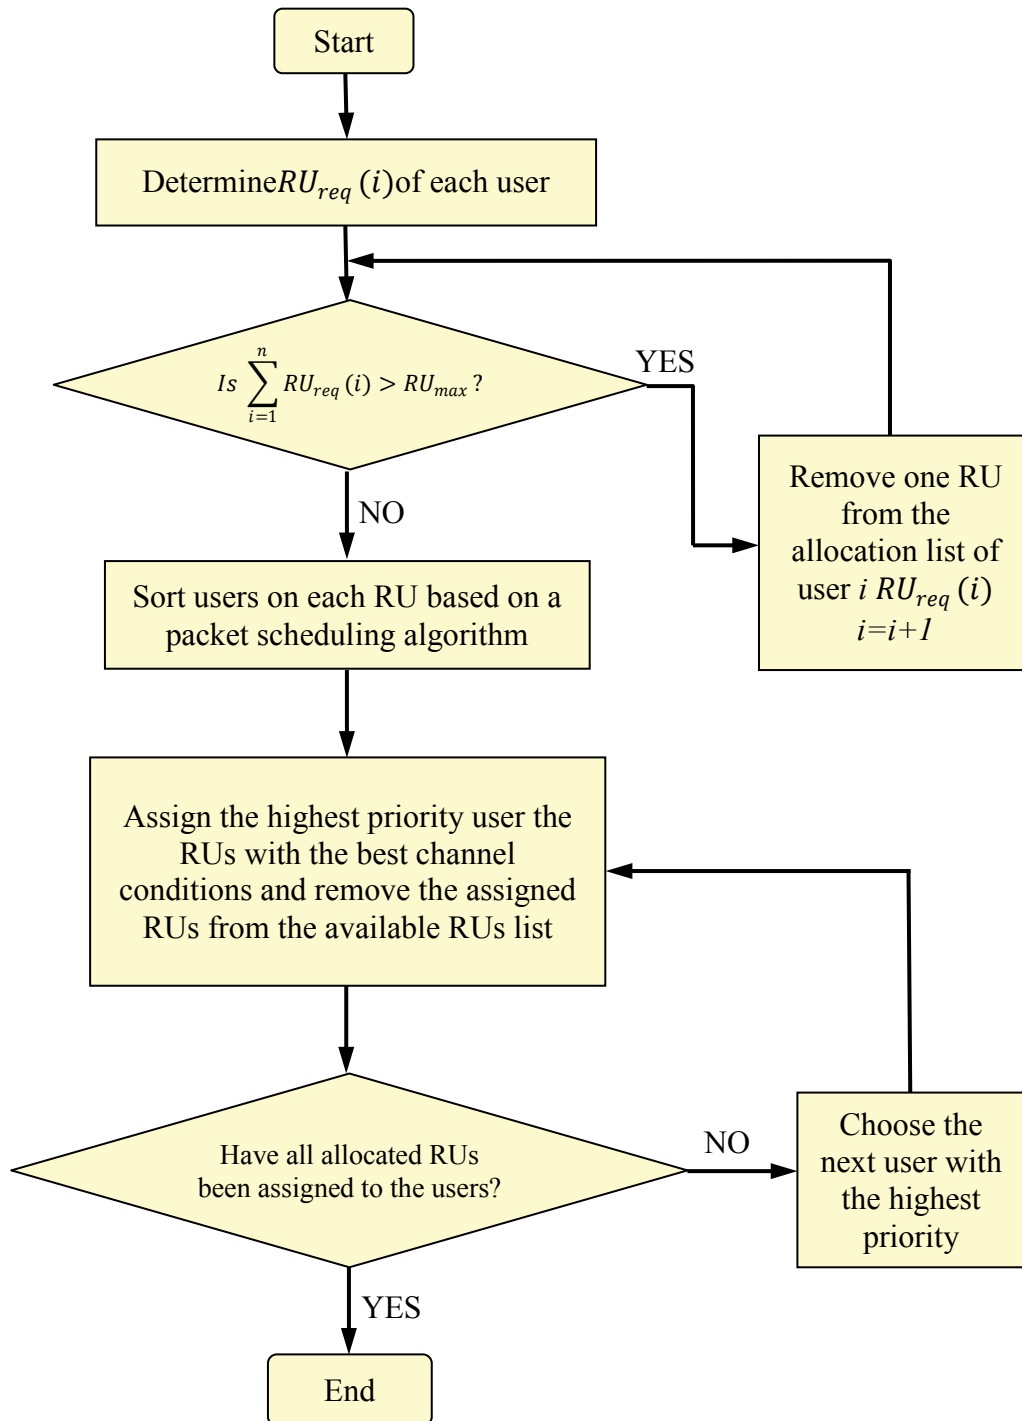 Start
Determine RU_req (i) of each user
Is ∑_{i=1}^{n} RU_req (i) > RU_max ?
YES
Remove one RU
from the
allocation list of
user i RU_req (i)
i=i+1
NO
Sort users on each RU based on a
packet scheduling algorithm
Assign the highest priority user the
RUs with the best channel
conditions and remove the assigned
RUs from the available RUs list
Have all allocated RUs
been assigned to the users?
NO
Choose the
next user with
the highest
priority
YES
End